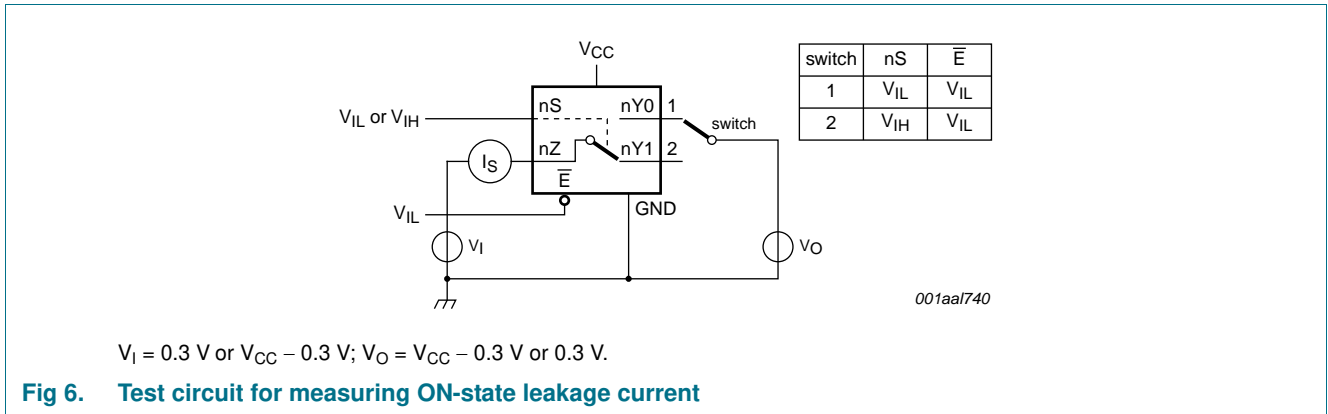 VCC
switch nS E̅
1 VIL VIL
2 VIH VIL
nS nY0 1
VIL or VIH
switch
nZ nY1 2
IS
E̅
VIL GND
VI VO
001aal740
VI = 0.3 V or VCC − 0.3 V; VO = VCC − 0.3 V or 0.3 V.
Fig 6. Test circuit for measuring ON-state leakage current